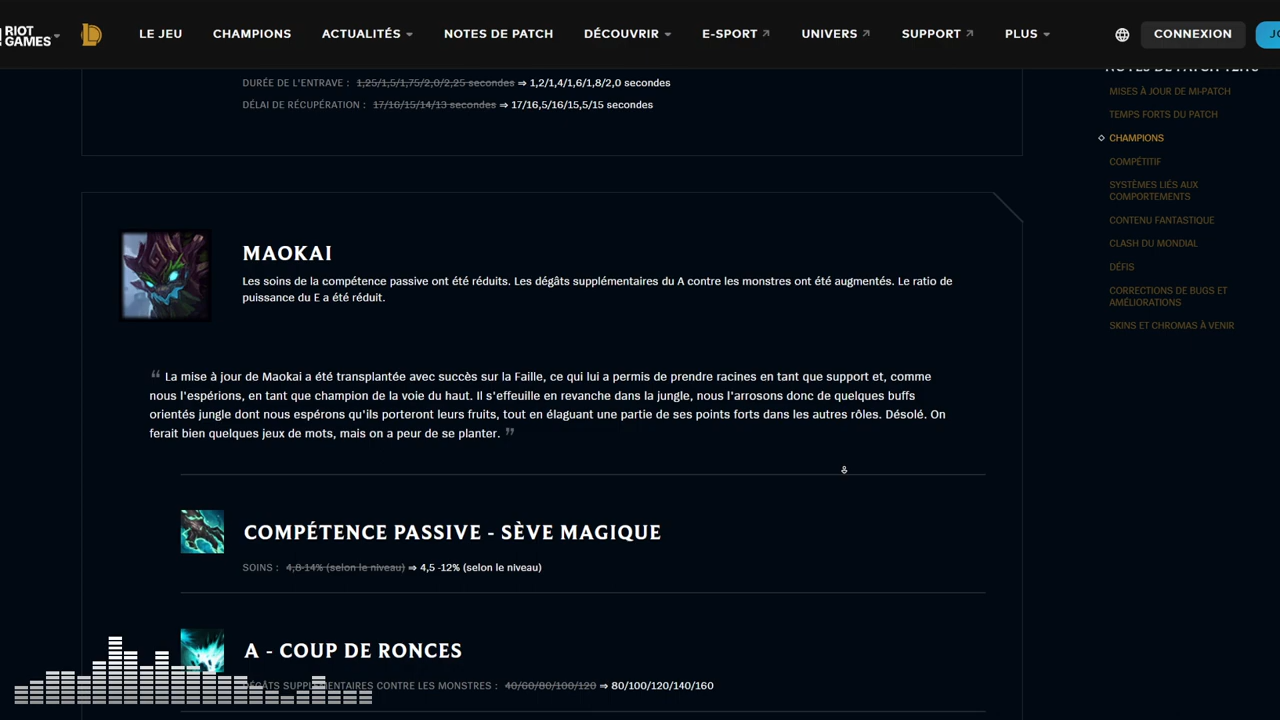 RIOT GAMES
LE JEU CHAMPIONS ACTUALITÉS NOTES DE PATCH DÉCOUVRIR E-SPORT UNIVERS SUPPORT PLUS CONNEXION
DURÉE DE L'ENTRAVE : 1,25/1,5/1,75/2,0/2,25 secondes ⇒ 1,2/1,4/1,6/1,8/2,0 secondes
DÉLAI DE RÉCUPÉRATION : 17/16/15/14/13 secondes ⇒ 17/16,5/16/15,5/15 secondes
MAOKAI
Les soins de la compétence passive ont été réduits. Les dégâts supplémentaires du A contre les monstres ont été augmentés. Le ratio de
puissance du E a été réduit.
“ La mise à jour de Maokai a été transplantée avec succès sur la Faille, ce qui lui a permis de prendre racines en tant que support et, comme
nous l'espérions, en tant que champion de la voie du haut. Il s'effeuille en revanche dans la jungle, nous l'arrosons donc de quelques buffs
orientés jungle dont nous espérons qu'ils porteront leurs fruits, tout en élaguant une partie de ses points forts dans les autres rôles. Désolé. On
ferait bien quelques jeux de mots, mais on a peur de se planter. ”
COMPÉTENCE PASSIVE - SÈVE MAGIQUE
SOINS : 4,8-14% (selon le niveau) ⇒ 4,5 -12% (selon le niveau)
A - COUP DE RONCES
DÉGÂTS SUPPLÉMENTAIRES CONTRE LES MONSTRES : 40/60/80/100/120 ⇒ 80/100/120/140/160
NOTES DE PATCH
MISES À JOUR DE MI-PATCH
TEMPS FORTS DU PATCH
CHAMPIONS
COMPÉTITIF
SYSTÈMES LIÉS AUX
COMPORTEMENTS
CONTENU FANTASTIQUE
CLASH DU MONDIAL
DÉFIS
CORRECTIONS DE BUGS ET
AMÉLIORATIONS
SKINS ET CHROMAS À VENIR